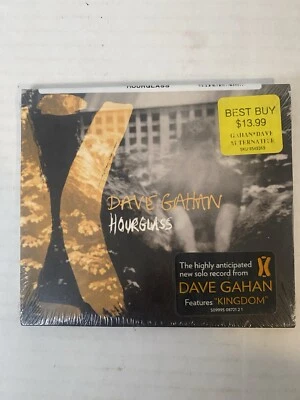 HOURGLASS
BEST BUY
$13.99
GAHAN*DAVE
ALTERNATIVE
DAVE GAHAN
HOURGLASS
The highly anticipated
new solo record from
DAVE GAHAN
Features "KINGDOM"